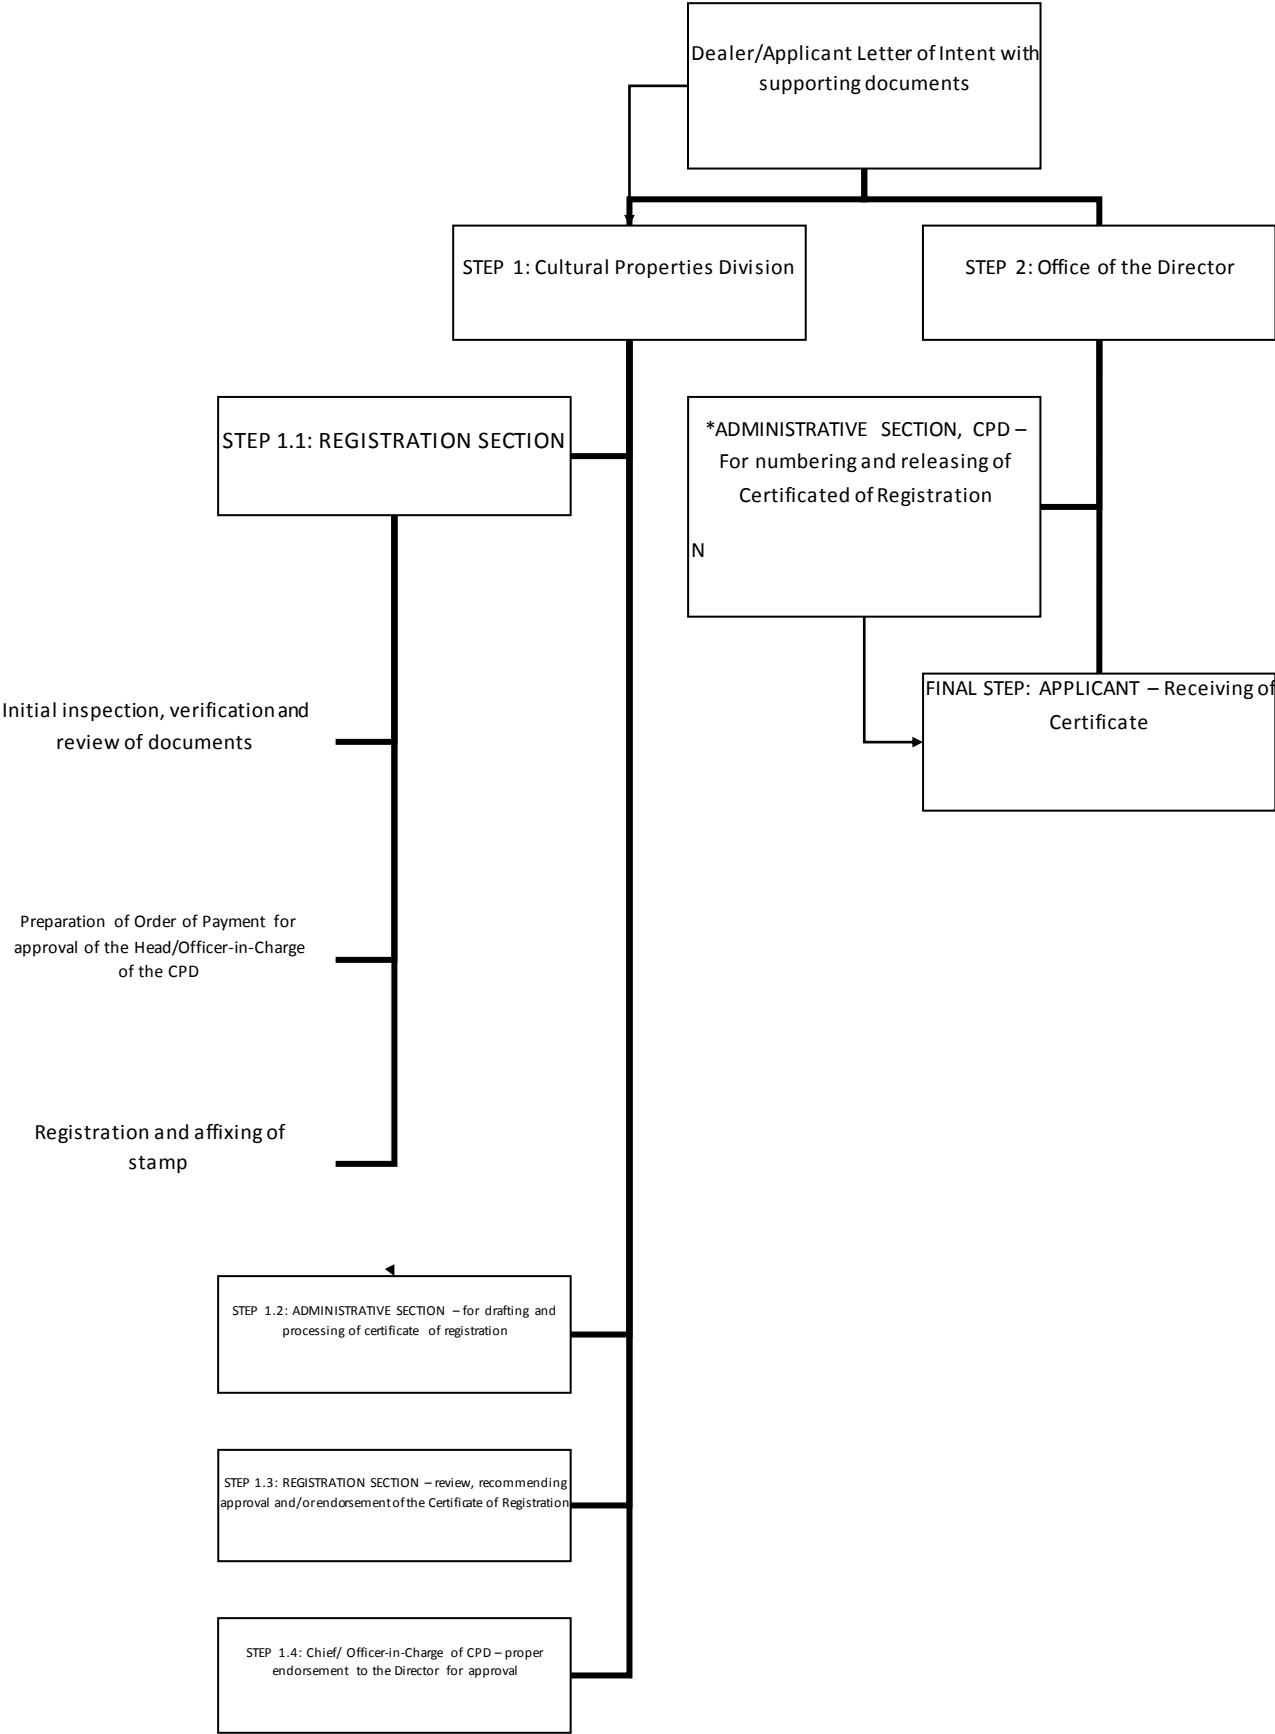 Dealer/Applicant Letter of Intent with
supporting documents
STEP 1: Cultural Properties Division
STEP 2: Office of the Director
STEP 1.1: REGISTRATION SECTION
*ADMINISTRATIVE SECTION, CPD –
For numbering and releasing of
Certificated of Registration
N
FINAL STEP: APPLICANT – Receiving of
Certificate
Initial inspection, verification and
review of documents
Preparation of Order of Payment for
approval of the Head/Officer-in-Charge
of the CPD
Registration and affixing of
stamp
STEP 1.2: ADMINISTRATIVE SECTION – for drafting and
processing of certificate of registration
STEP 1.3: REGISTRATION SECTION – review, recommending
approval and/or endorsement of the Certificate of Registration
STEP 1.4: Chief/ Officer-in-Charge of CPD – proper
endorsement to the Director for approval